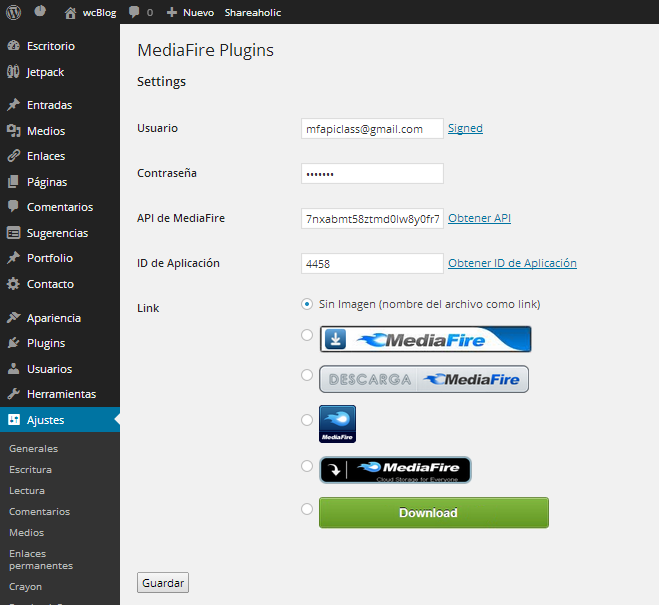 wcBlog 0 + Nuevo Shareaholic
Escritorio
Jetpack
Entradas
Medios
Enlaces
Páginas
Comentarios
Sugerencias
Portfolio
Contacto
Apariencia
Plugins
Usuarios
Herramientas
Ajustes
Generales
Escritura
Lectura
Comentarios
Medios
Enlaces
permanentes
Crayon
MediaFire Plugins
Settings
Usuario mfapiclass@gmail.com Signed
Contraseña •••••••
API de MediaFire 7nxabmt58ztmd0lw8y0fr7 Obtener API
ID de Aplicación 4458 Obtener ID de Aplicación
Link Sin Imagen (nombre del archivo como link)
MediaFire
DESCARGA MediaFire
MediaFire
MediaFire
Cloud Storage for Everyone
Download
Guardar